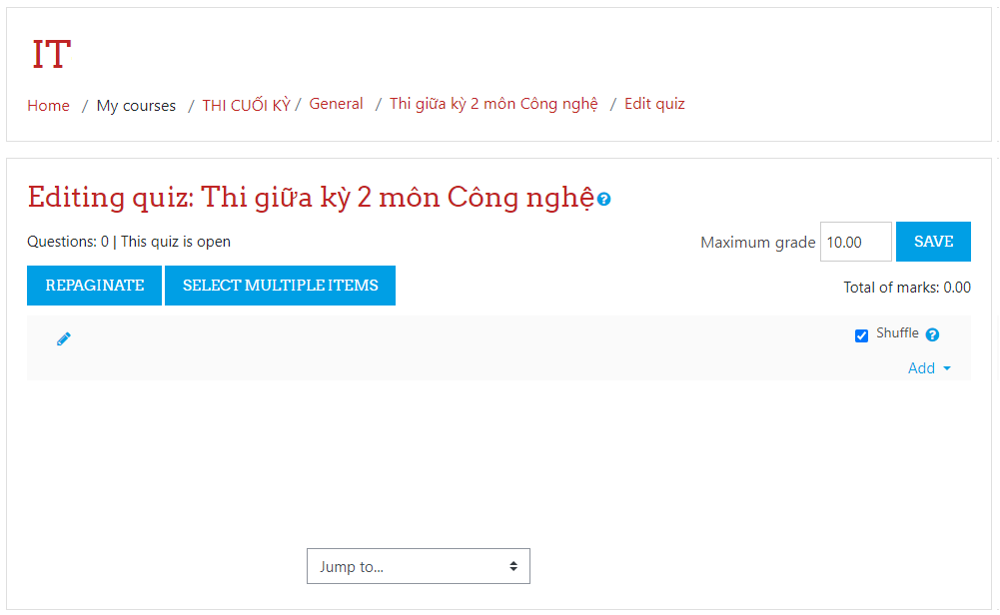 IT
Home / My courses / THI CUỐI KỲ / General / Thi giữa kỳ 2 môn Công nghệ / Edit quiz
Editing quiz: Thi giữa kỳ 2 môn Công nghệ
Questions: 0 | This quiz is open
Maximum grade 10.00 SAVE
REPAGINATE SELECT MULTIPLE ITEMS
Total of marks: 0.00
Shuffle
Add
Jump to...